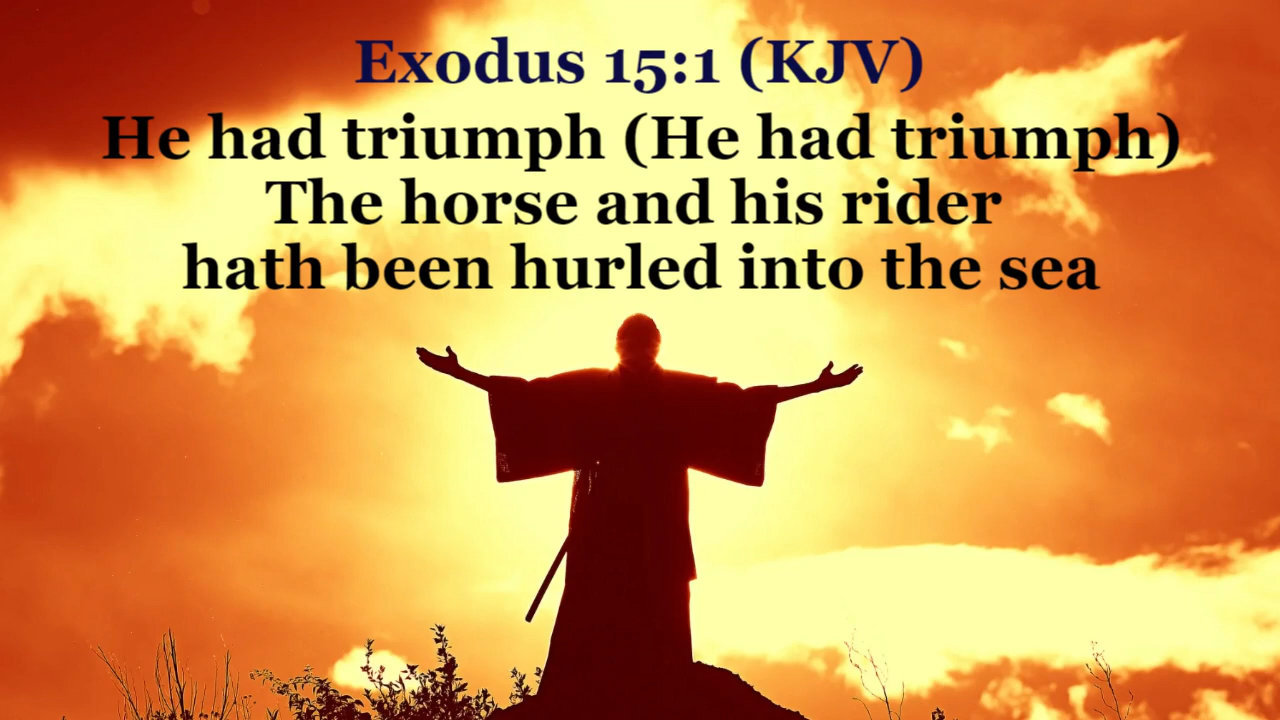 Exodus 15:1 (KJV)
He had triumph (He had triumph)
The horse and his rider
hath been hurled into the sea